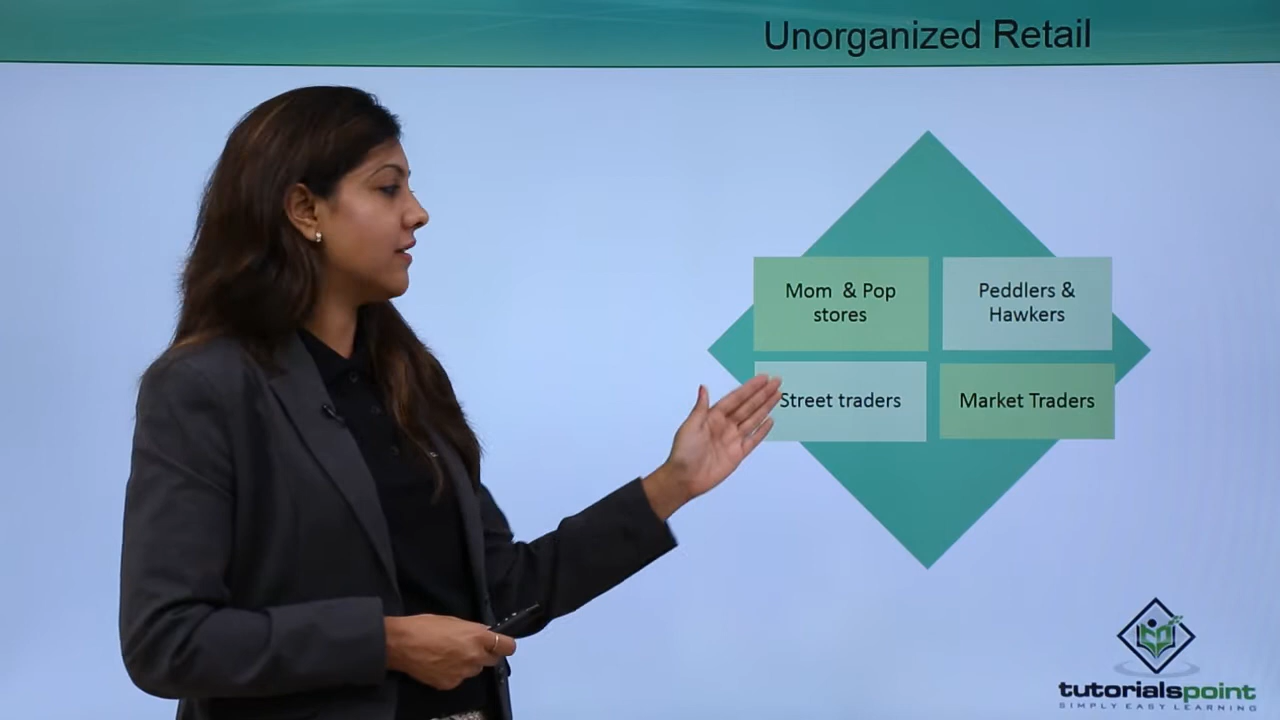 Unorganized Retail
Mom & Pop
stores
Peddlers &
Hawkers
Street traders
Market Traders
tutorialspoint
SIMPLY EASY LEARNING